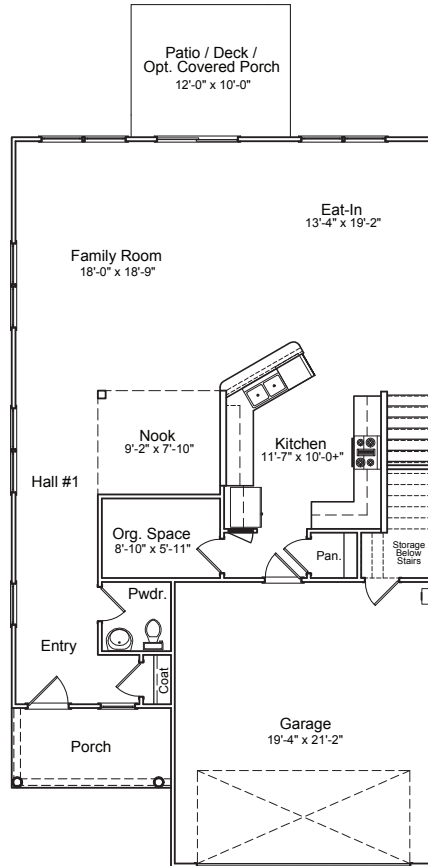 Patio / Deck /
Opt. Covered Porch
12'-0" x 10'-0"
Eat-In
13'-4" x 19'-2"
Family Room
18'-0" x 18'-9"
Nook
9'-2" x 7'-10"
Kitchen
11'-7" x 10'-0+"
Hall #1
Org. Space
8'-10" x 5'-11"
Pan.
Storage
Below
Stairs
Pwdr.
Entry
Coat
Porch
Garage
19'-4" x 21'-2"